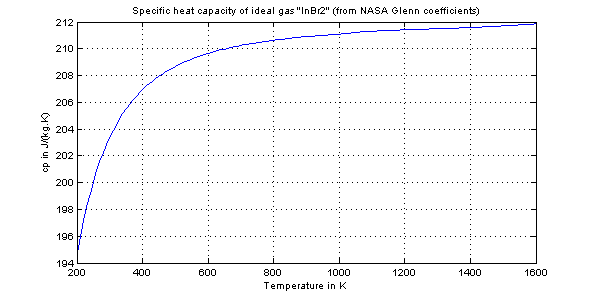 Specific heat capacity of ideal gas "InBr2" (from NASA Glenn coefficients)
212
210
208
206
204
202
200
198
196
194
cp in J/(kg.K)
200 400 600 800 1000 1200 1400 1600
Temperature in K